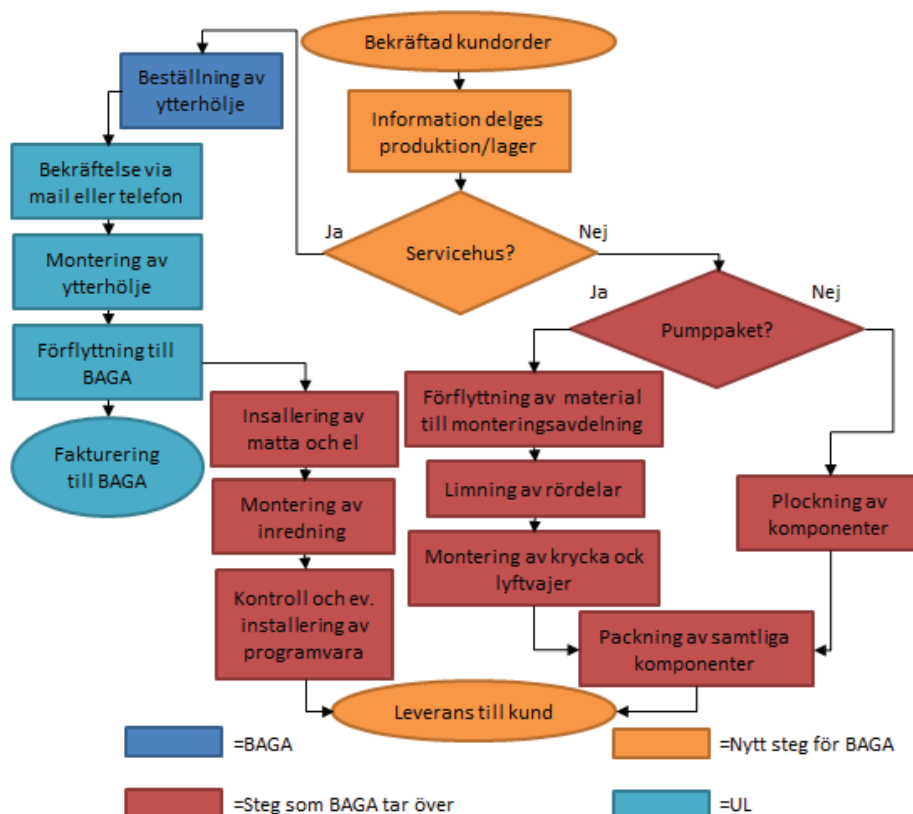 Bekräftad kundorder
Beställning av
ytterhölje
Information delges
produktion/lager
Bekräftelse via
mail eller telefon
Ja
Nej
Servicehus?
Montering av
ytterhölje
Ja
Nej
Pumppaket?
Förflyttning till
BAGA
Insallering av
matta och el
Förflyttning av material
till monteringsavdelning
Fakturering
till BAGA
Limning av rördelar
Plockning av
komponenter
Montering av
inredning
Montering av krycka ock
lyftvajer
Kontroll och ev.
installering av
programvara
Packning av samtliga
komponenter
Leverans till kund
=BAGA
=Nytt steg för BAGA
=Steg som BAGA tar över
=UL